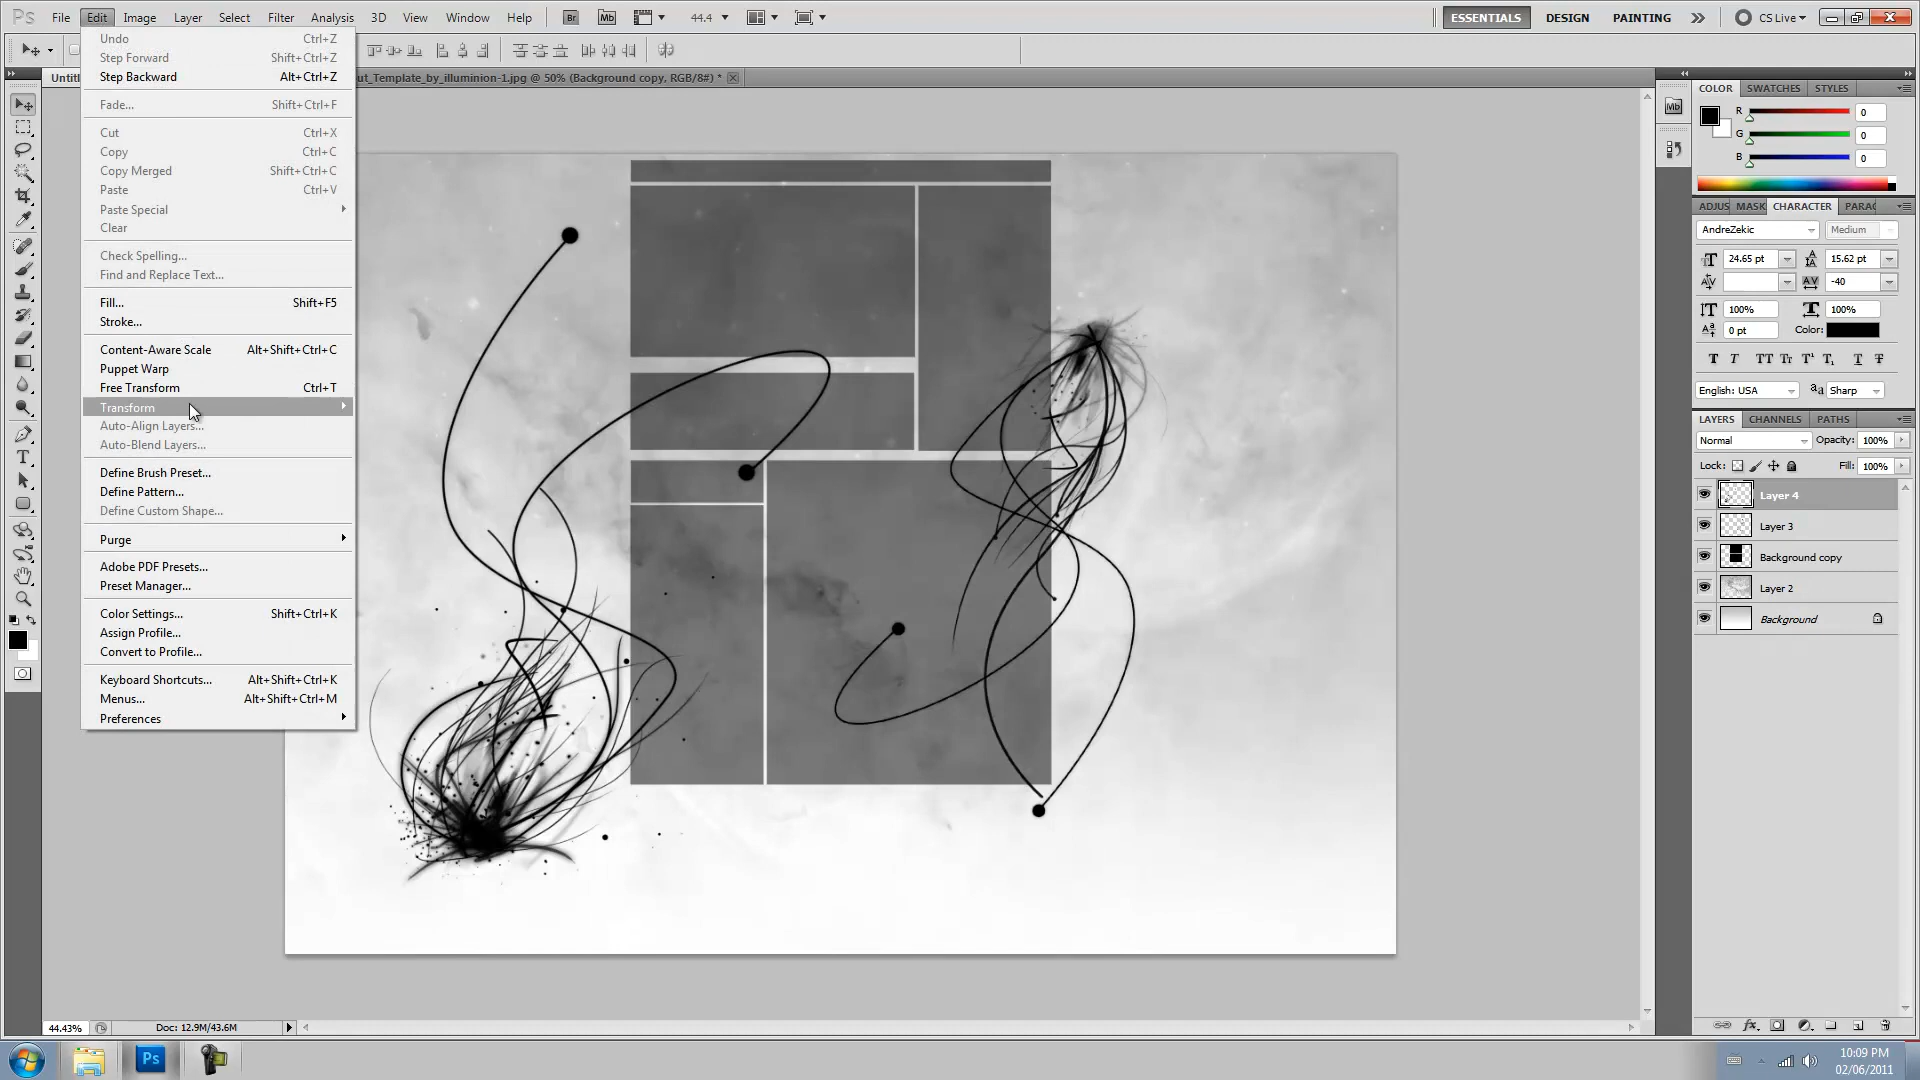 Ps File Edit Image Layer Select Filter Analysis 3D View Window Help Br Mb 44.4 ESSENTIALS DESIGN PAINTING CS Live
Untitl
ut_Template_by_illuminion-1.jpg @ 50% (Background copy, RGB/8#) *
Undo Ctrl+Z
Step Forward Shift+Ctrl+Z
Step Backward Alt+Ctrl+Z
Fade... Shift+Ctrl+F
Cut Ctrl+X
Copy Ctrl+C
Copy Merged Shift+Ctrl+C
Paste Ctrl+V
Paste Special
Clear
Check Spelling...
Find and Replace Text...
Fill... Shift+F5
Stroke...
Content-Aware Scale Alt+Shift+Ctrl+C
Puppet Warp
Free Transform Ctrl+T
Transform
Auto-Align Layers...
Auto-Blend Layers...
Define Brush Preset...
Define Pattern...
Define Custom Shape...
Purge
Adobe PDF Presets...
Preset Manager...
Color Settings... Shift+Ctrl+K
Assign Profile...
Convert to Profile...
Keyboard Shortcuts... Alt+Shift+Ctrl+K
Menus... Alt+Shift+Ctrl+M
Preferences
Mb
COLOR SWATCHES STYLES
R 0
G 0
B 0
ADJUS MASK CHARACTER PARAC
AndreZekic Medium
24.65 pt 15.62 pt
-40
100% 100%
0 pt Color:
English: USA aa Sharp
LAYERS CHANNELS PATHS
Normal Opacity: 100%
Lock: Fill: 100%
Layer 4
Layer 3
Background copy
Layer 2
Background
44.43% Doc: 12.9M/43.6M
Ps
10:09 PM
02/06/2011